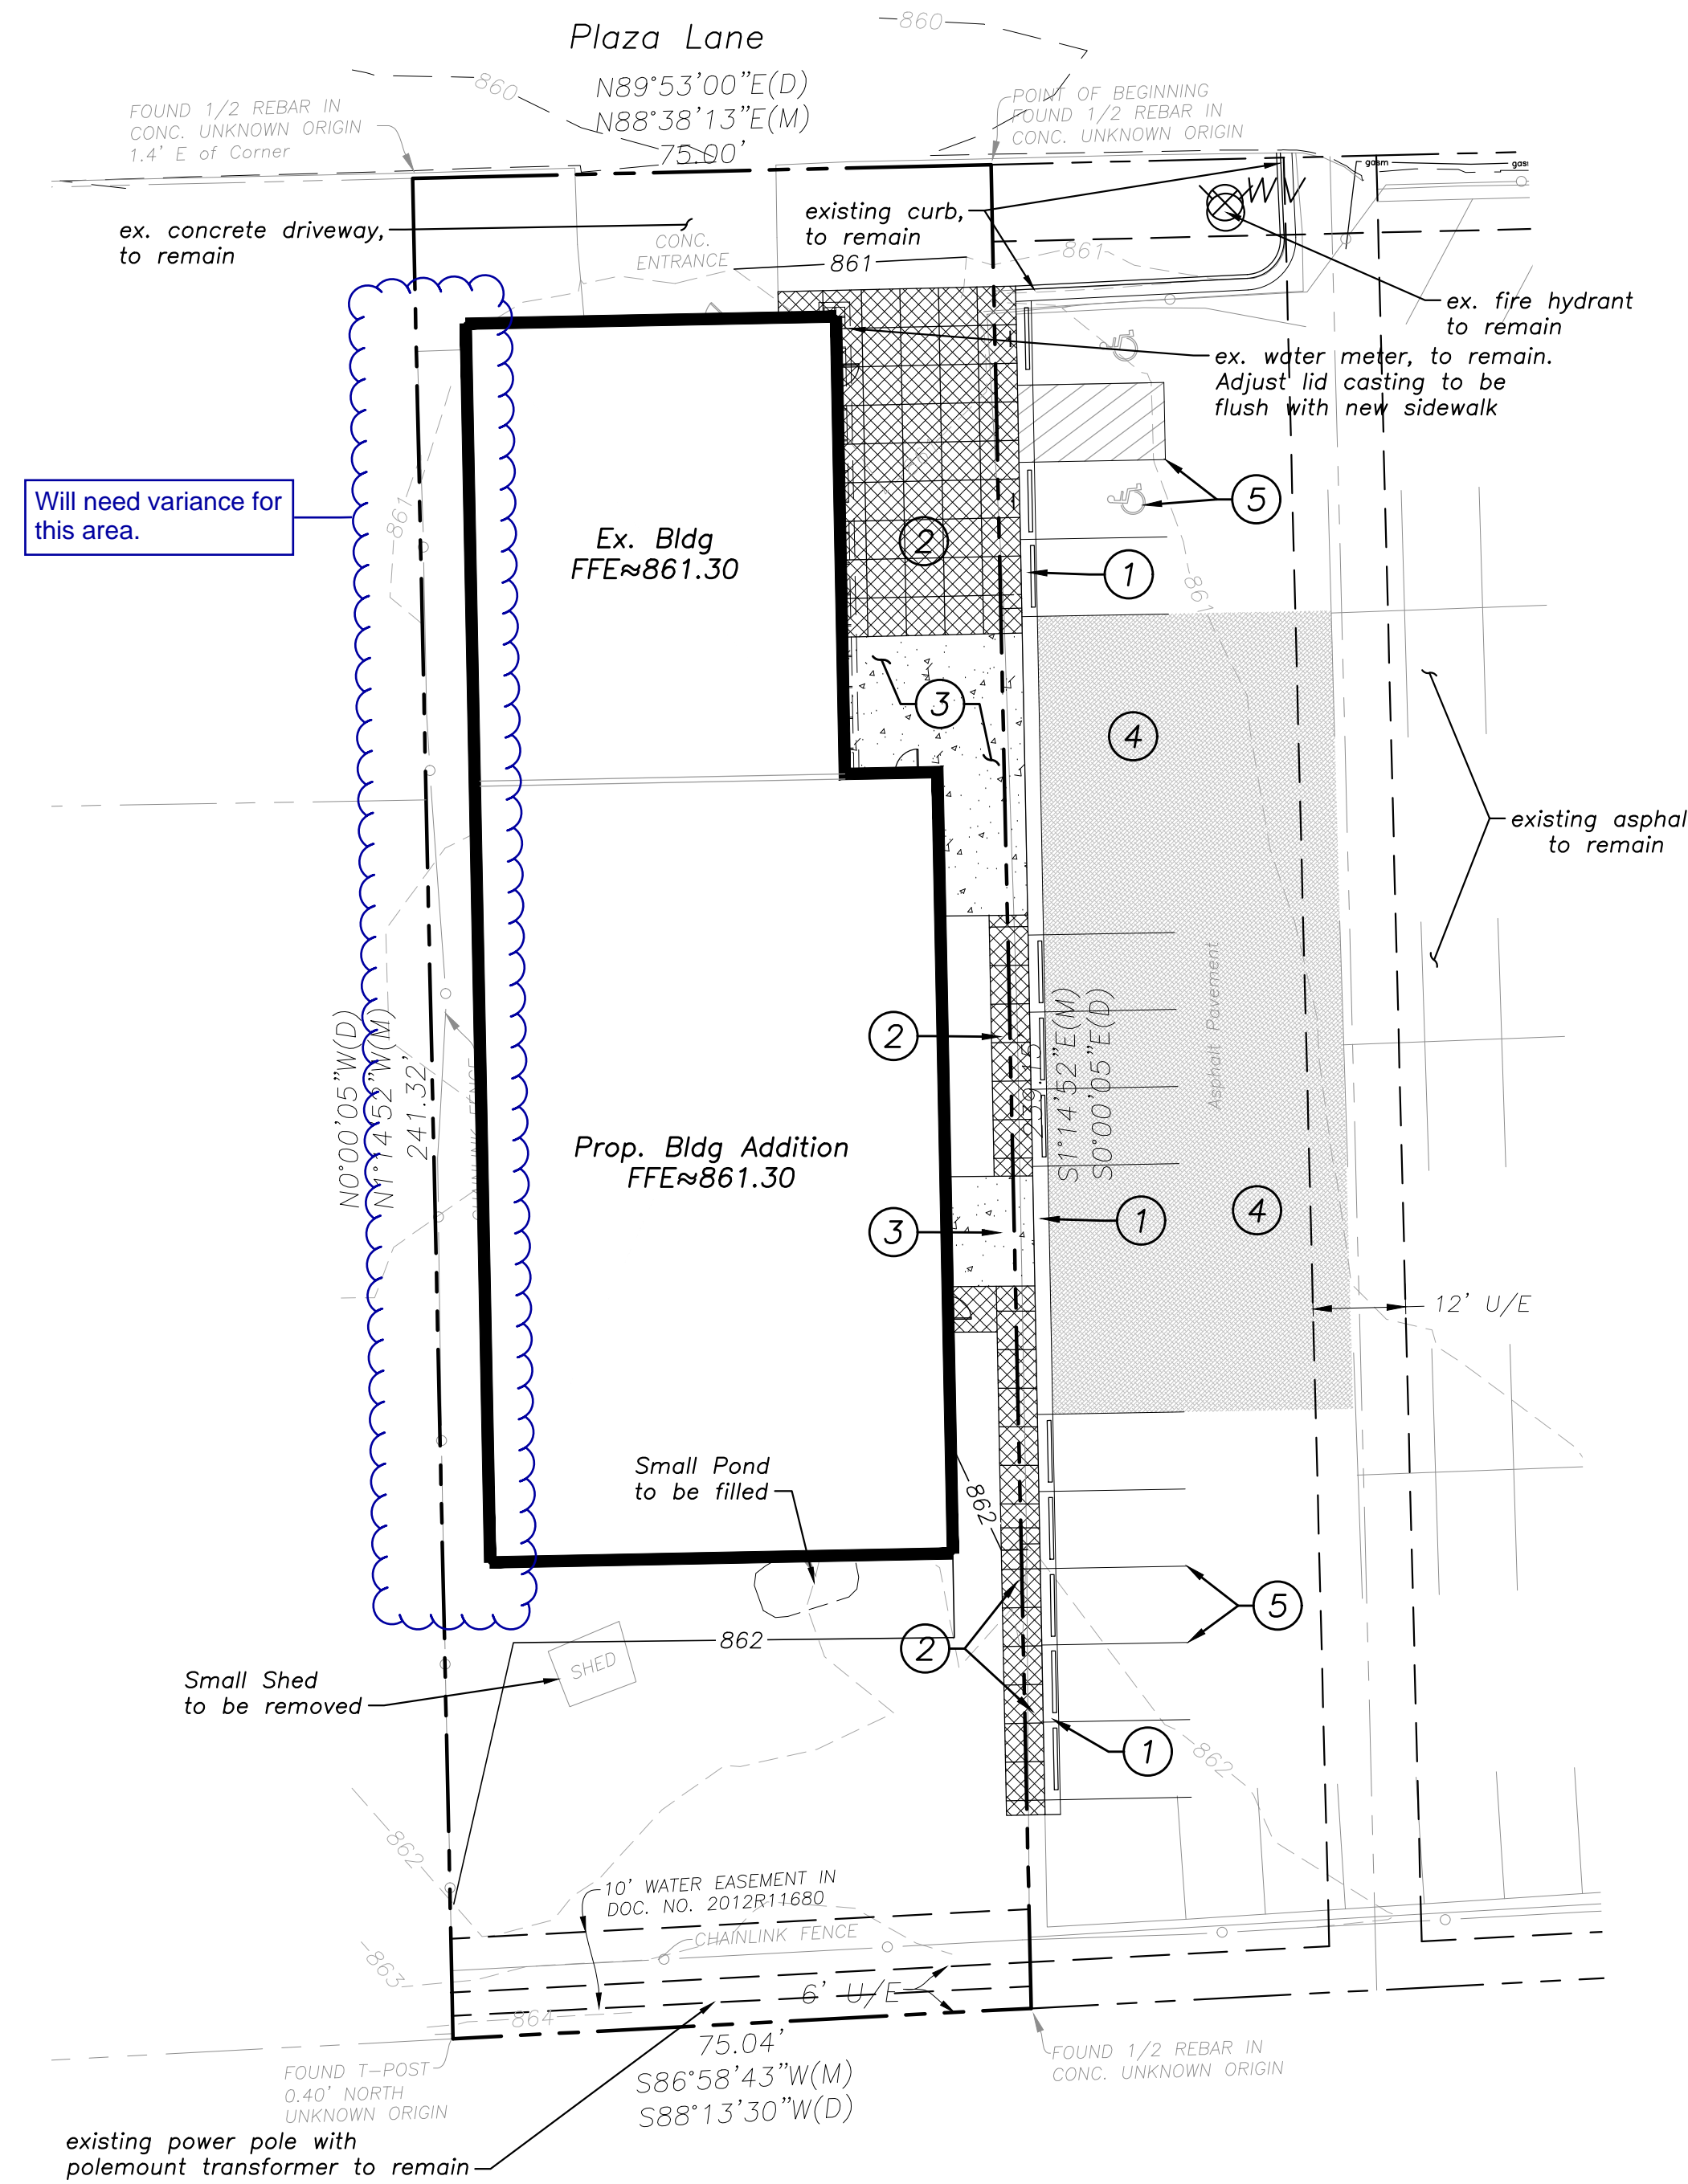 Plaza Lane
N89°53'00"E(D)
N88°38'13"E(M)
75.00'
860
860
FOUND 1/2 REBAR IN
CONC. UNKNOWN ORIGIN
1.4' E of Corner
POINT OF BEGINNING
FOUND 1/2 REBAR IN
CONC. UNKNOWN ORIGIN
gasm
gasm
WV
ex. concrete driveway,
to remain
CONC.
ENTRANCE
861
existing curb,
to remain
861
ex. fire hydrant
to remain
ex. water meter, to remain.
Adjust lid casting to be
flush with new sidewalk
Will need variance for
this area.
861
Ex. Bldg
FFE≈861.30
2
5
1
861
3
4
existing asphal
to remain
N0°00'05"W(D)
N1°14'52"W(M)
241.32'
CHAINLINK FENCE
2
239.15'
S1°14'52"E(M)
S0°00'05"E(D)
Asphalt Pavement
Prop. Bldg Addition
FFE≈861.30
3
1
4
12' U/E
Small Pond
to be filled
862
5
862
2
SHED
Small Shed
to be removed
1
862
862
10' WATER EASEMENT IN
DOC. NO. 2012R11680
CHAINLINK FENCE
863
6' U/E
864
75.04'
S86°58'43"W(M)
S88°13'30"W(D)
FOUND T-POST
0.40' NORTH
UNKNOWN ORIGIN
FOUND 1/2 REBAR IN
CONC. UNKNOWN ORIGIN
existing power pole with
polemount transformer to remain